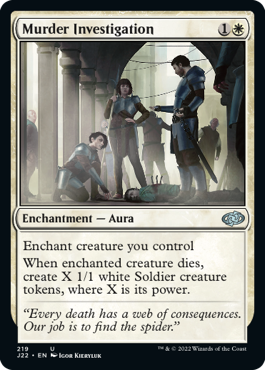 Murder Investigation
1
Enchantment — Aura
Enchant creature you control
When enchanted creature dies,
create X 1/1 white Soldier creature
tokens, where X is its power.
“Every death has a web of consequences.
Our job is to find the spider.”
219 U
J22 • EN Igor Kieryluk
™ & © 2022 Wizards of the Coast